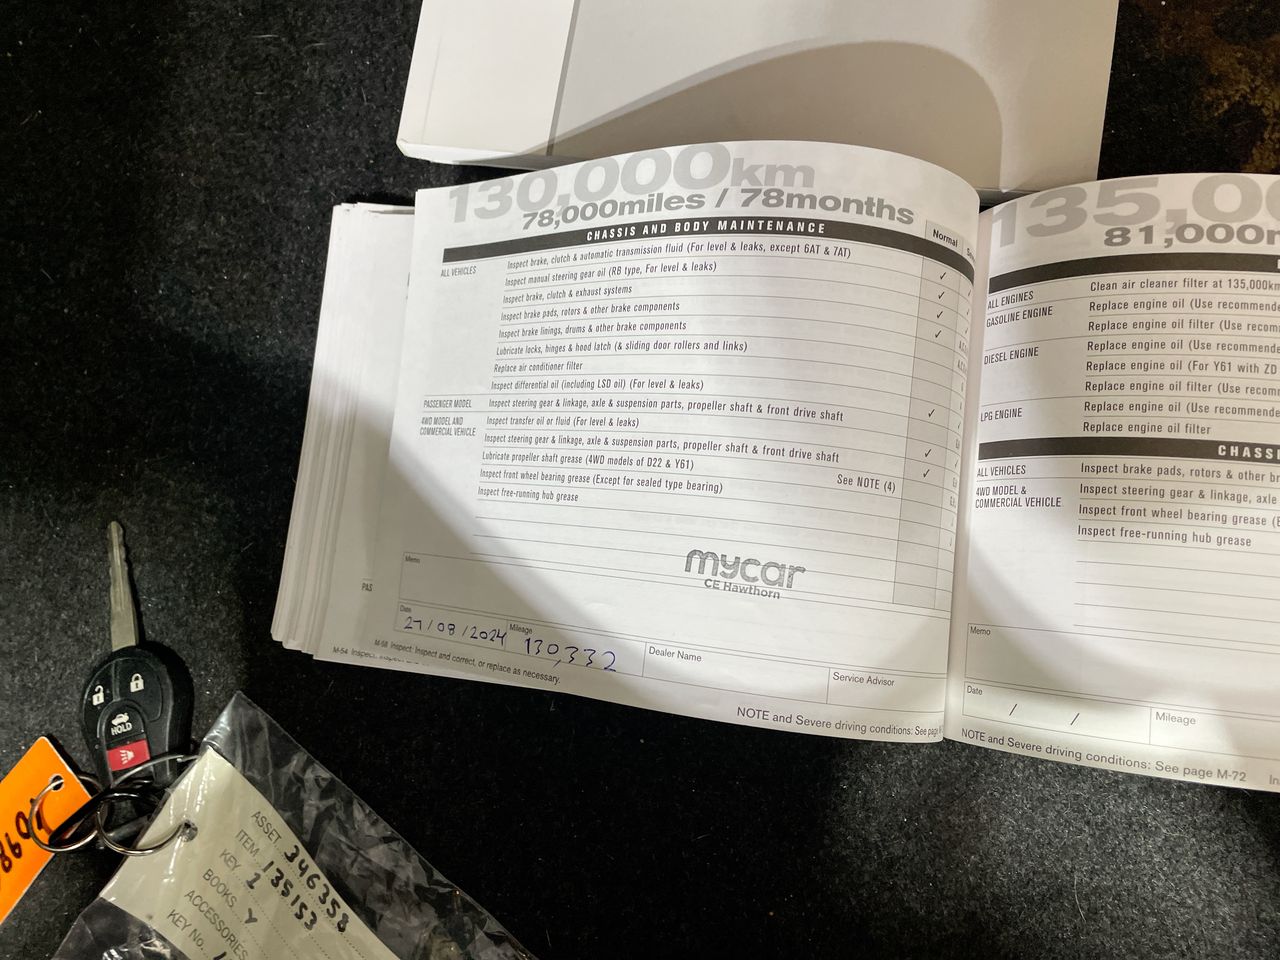 130,000km
78,000miles / 78months
CHASSIS AND BODY MAINTENANCE
Normal
ALL VEHICLES
Inspect brake, clutch & automatic transmission fluid (For level & leaks, except 6AT & 7AT)
Inspect manual steering gear oil (RB type, For level & leaks)
Inspect brake, clutch & exhaust systems
Inspect brake pads, rotors & other brake components
Inspect brake linings, drums & other brake components
Lubricate locks, hinges & hood latch (& sliding door rollers and links)
Replace air conditioner filter
Inspect differential oil (including LSD oil) (For level & leaks)
PASSENGER MODEL
Inspect steering gear & linkage, axle & suspension parts, propeller shaft & front drive shaft
4WD MODEL AND
COMMERCIAL VEHICLE
Inspect transfer oil or fluid (For level & leaks)
Inspect steering gear & linkage, axle & suspension parts, propeller shaft & front drive shaft
Lubricate propeller shaft grease (4WD models of D22 & Y61)
Inspect front wheel bearing grease (Except for sealed type bearing) See NOTE (4)
Inspect free-running hub grease
mycar
CE Hawthorn
Memo
Date
27/08/2024
Mileage
130,332
Dealer Name
Service Advisor
NOTE and Severe driving conditions: See page
M-68 Inspect: Inspect and correct, or replace as necessary.
M-54 Inspect:
PAS
135,0
81,000m
ALL ENGINES
Clean air cleaner filter at 135,000km
GASOLINE ENGINE
Replace engine oil (Use recommende
Replace engine oil filter (Use recom
DIESEL ENGINE
Replace engine oil (Use recommende
Replace engine oil (For Y61 with ZD
Replace engine oil filter (Use recom
LPG ENGINE
Replace engine oil (Use recommende
Replace engine oil filter
CHASSI
ALL VEHICLES
Inspect brake pads, rotors & other br
4WD MODEL &
COMMERCIAL VEHICLE
Inspect steering gear & linkage, axle
Inspect front wheel bearing grease (E
Inspect free-running hub grease
Memo
Date
/ /
Mileage
NOTE and Severe driving conditions: See page M-72
In
HOLD
ASSET 346358
ITEM 135153
KEY 1
BOOKS Y
ACCESSORIES
KEY No.